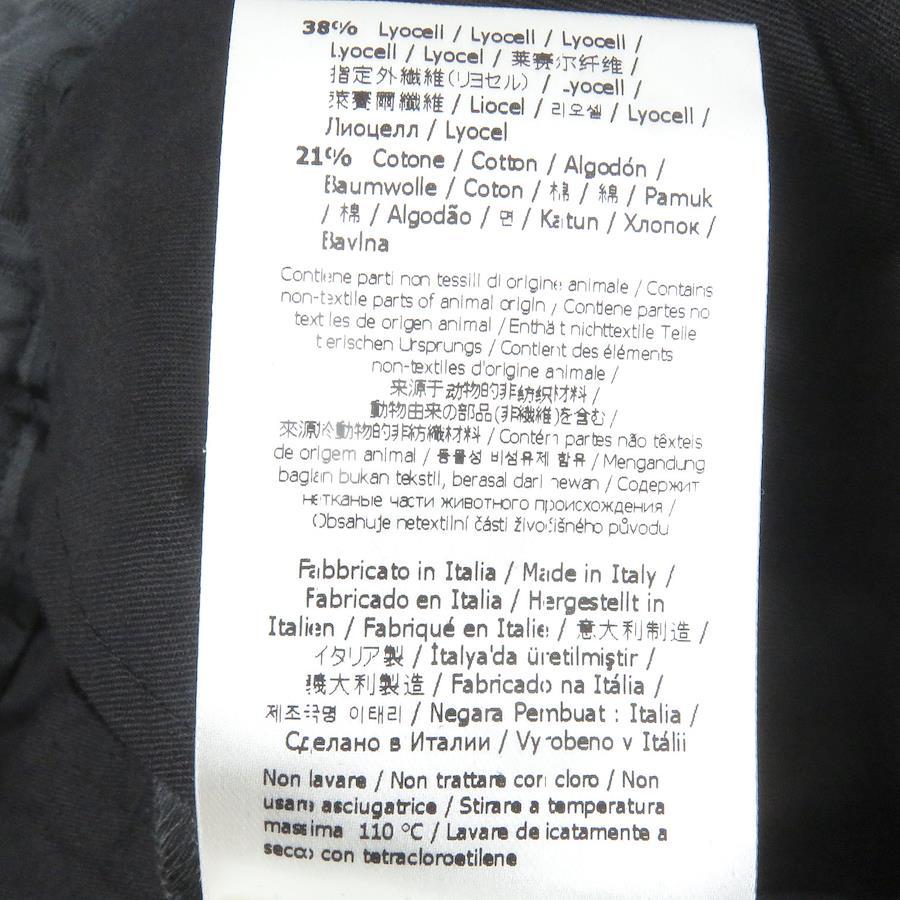 38% Lyocell / Lyocell / Lyocell /
Lyocell / Lyocel / 莱赛尔纤维 /
指定外繊維(リヨセル) / Lyocell /
萊賽爾纖維 / Liocel / 리오셀 / Lyocell /
Лиоцелл / Lyocel
21% Cotone / Cotton / Algodón /
Baumwolle / Coton / 棉 / 綿 / Pamuk
/ 棉 / Algodão / 면 / Katun / Хлопок /
Bavlna
Contiene parti non tessili di origine animale / Contains
non-textile parts of animal origin / Contiene partes no
textiles de origen animal / Enthält nichttextile Teile
tierischen Ursprungs / Contient des éléments
non-textiles d'origine animale /
来源于动物的非纺织材料 /
動物由来の部品(非繊維)を含む /
來源於動物的非紡織材料 / Contém partes não têxteis
de origem animal / 동물성 비섬유제 함유 / Mengandung
bagian bukan tekstil, berasal dari hewan / Содержит
нетканые части животного происхождения /
Obsahuje netextilní části živočišného původu
Fabbricato in Italia / Made in Italy /
Fabricado en Italia / Hergestellt in
Italien / Fabriqué en Italie / 意大利制造 /
イタリア製 / İtalya'da üretilmiştir /
義大利製造 / Fabricado na Itália /
제조국명 이태리 / Negara Pembuat : Italia /
Сделано в Италии / Vyrobeno v Itálii
Non lavare / Non trattare con cloro / Non
usare asciugatrice / Stirare a temperatura
massima 110 °C / Lavare delicatamente a
secco con tetracloroetilene